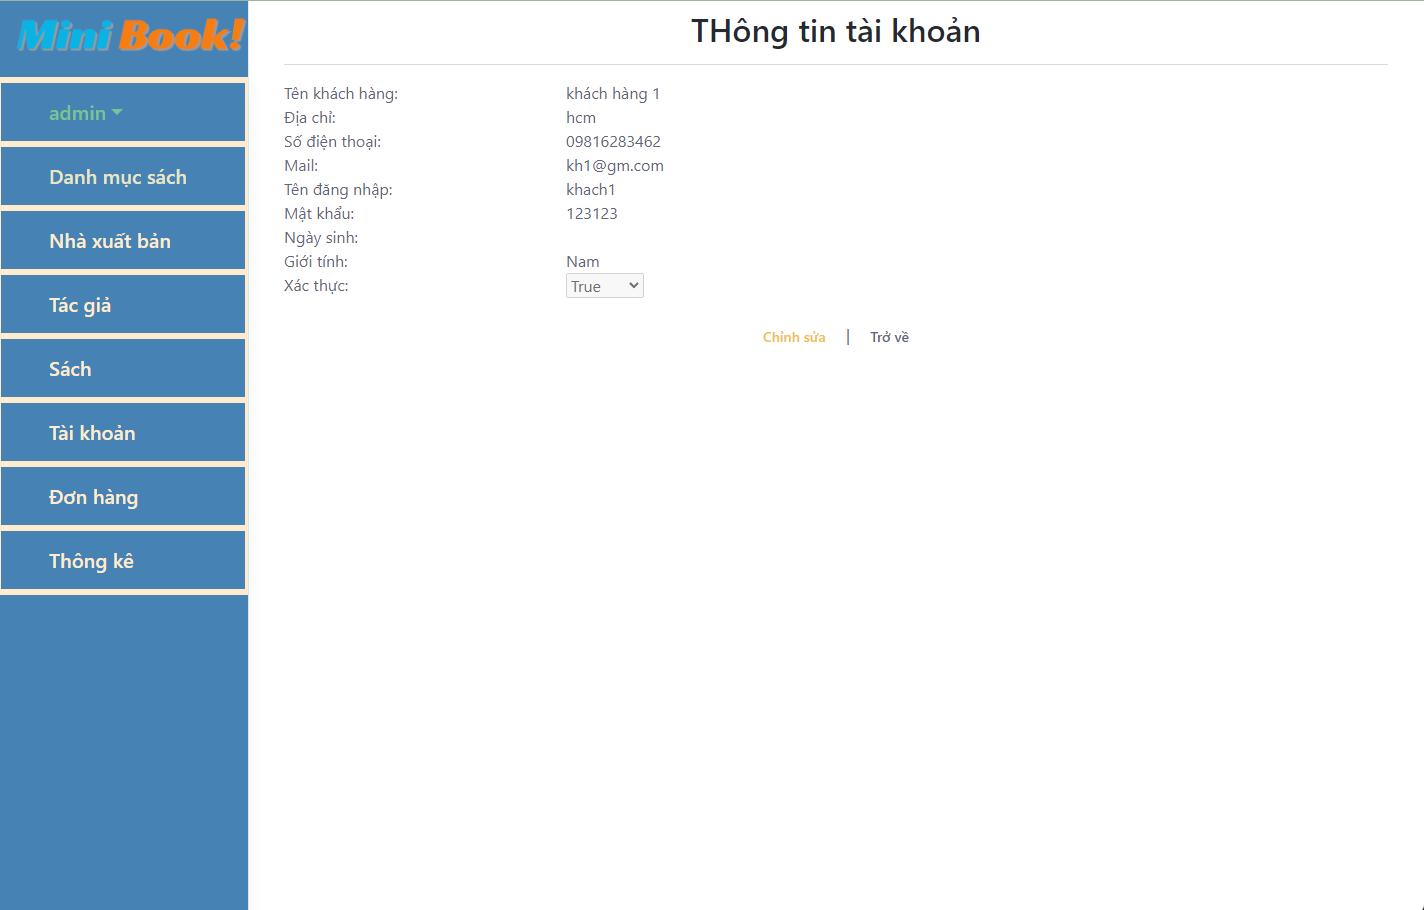 Mini Book!
admin
Danh mục sách
Nhà xuất bản
Tác giả
Sách
Tài khoản
Đơn hàng
Thông kê
THông tin tài khoản
Tên khách hàng: khách hàng 1
Địa chỉ: hcm
Số điện thoại: 09816283462
Mail: kh1@gm.com
Tên đăng nhập: khach1
Mật khẩu: 123123
Ngày sinh:
Giới tính: Nam
Xác thực: True
Chỉnh sửa | Trở về